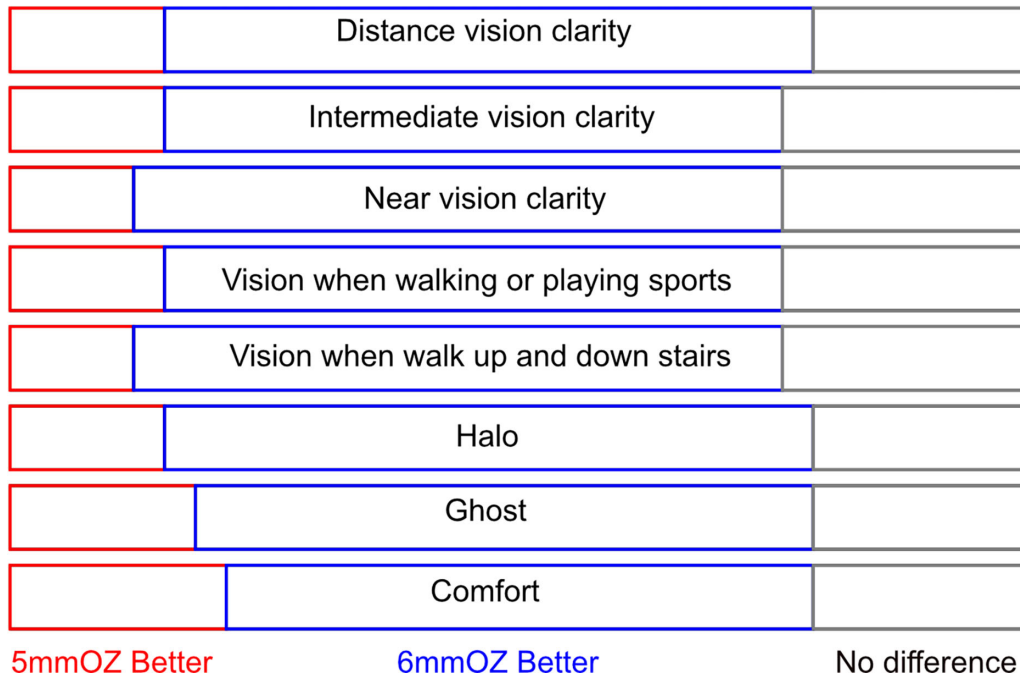 Distance vision clarity
Intermediate vision clarity
Near vision clarity
Vision when walking or playing sports
Vision when walk up and down stairs
Halo
Ghost
Comfort
5mmOZ Better 6mmOZ Better No difference